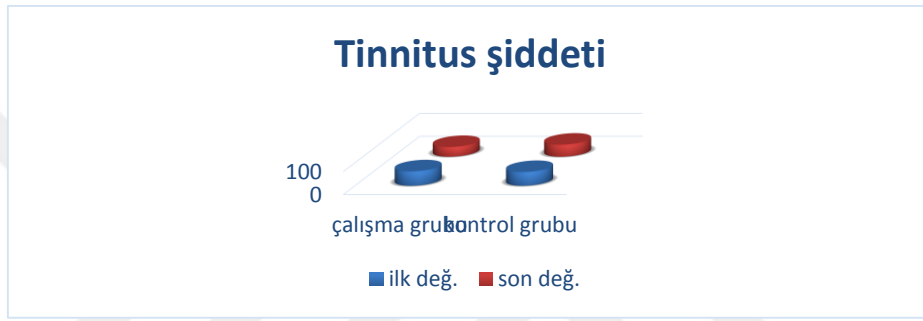 Tinnitus şiddeti
100
0
çalışma grubu kontrol grubu
ilk değ. son değ.